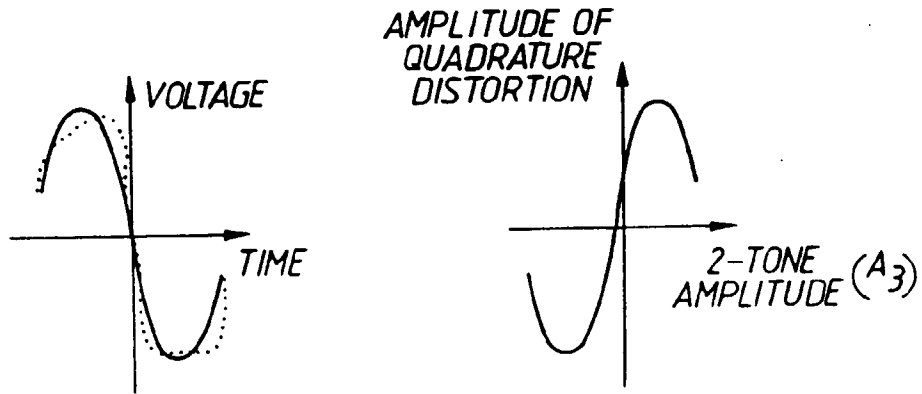 VOLTAGE
TIME
AMPLITUDE OF
QUADRATURE
DISTORTION
2-TONE
AMPLITUDE (A3)